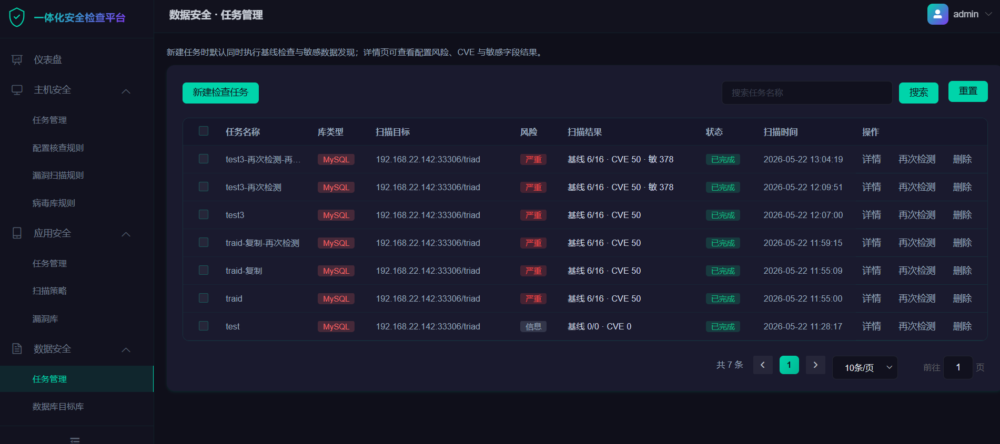 一体化安全检查平台
数据安全 · 任务管理
admin
仪表盘
主机安全
任务管理
配置核查规则
漏洞扫描规则
病毒库规则
应用安全
任务管理
扫描策略
漏洞库
数据安全
任务管理
数据库目标库
新建任务时默认同时执行基线检查与敏感数据发现；详情页可查看配置风险、CVE 与敏感字段结果。
新建检查任务 搜索任务名称 搜索 重置
任务名称 库类型 扫描目标 风险 扫描结果 状态 扫描时间 操作
test3-再次检测-再… MySQL 192.168.22.142:33306/triad 严重 基线 6/16 · CVE 50 · 敏 378 已完成 2026-05-22 13:04:19 详情 再次检测 删除
test3-再次检测 MySQL 192.168.22.142:33306/triad 严重 基线 6/16 · CVE 50 · 敏 378 已完成 2026-05-22 12:09:51 详情 再次检测 删除
test3 MySQL 192.168.22.142:33306/triad 严重 基线 6/16 · CVE 50 已完成 2026-05-22 12:07:00 详情 再次检测 删除
traid-复制-再次检测 MySQL 192.168.22.142:33306/triad 严重 基线 6/16 · CVE 50 已完成 2026-05-22 11:59:15 详情 再次检测 删除
traid-复制 MySQL 192.168.22.142:33306/triad 严重 基线 6/16 · CVE 50 已完成 2026-05-22 11:55:09 详情 再次检测 删除
traid MySQL 192.168.22.142:33306/triad 严重 基线 6/16 · CVE 50 已完成 2026-05-22 11:55:00 详情 再次检测 删除
test MySQL 192.168.22.142:33306/triad 信息 基线 0/0 · CVE 0 已完成 2026-05-22 11:28:17 详情 再次检测 删除
共 7 条 1 10条/页 前往 1 页